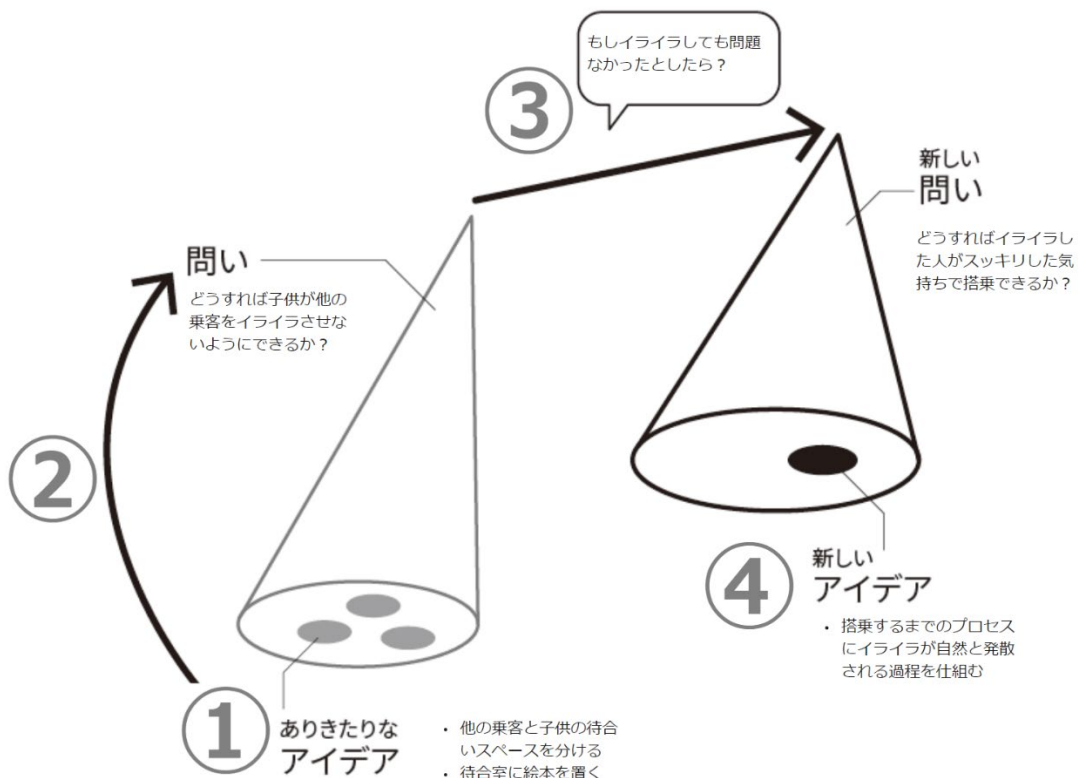 もしイライラしても問題
なかったとしたら？
③
新しい
問い
どうすればイライラし
た人がスッキリした気
持ちで搭乗できるか？
問い
どうすれば子供が他の
乗客をイライラさせな
いようにできるか？
②
④
新しい
アイデア
・ 搭乗するまでのプロセス
にイライラが自然と発散
される過程を仕組む
①
ありきたりな
アイデア
・ 他の乗客と子供の待合
いスペースを分ける
・ 待合室に絵本を置く